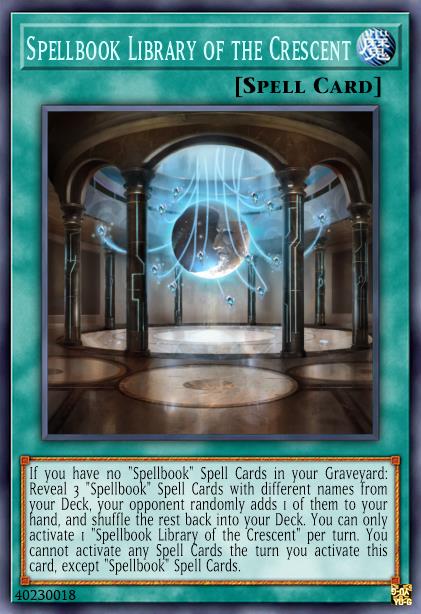 SPELLBOOK LIBRARY OF THE CRESCENT 魔
[SPELL CARD]
If you have no "Spellbook" Spell Cards in your Graveyard:
Reveal 3 "Spellbook" Spell Cards with different names from
your Deck, your opponent randomly adds 1 of them to your
hand, and shuffle the rest back into your Deck. You can only
activate 1 "Spellbook Library of the Crescent" per turn. You
cannot activate any Spell Cards the turn you activate this
card, except "Spellbook" Spell Cards.
40230018